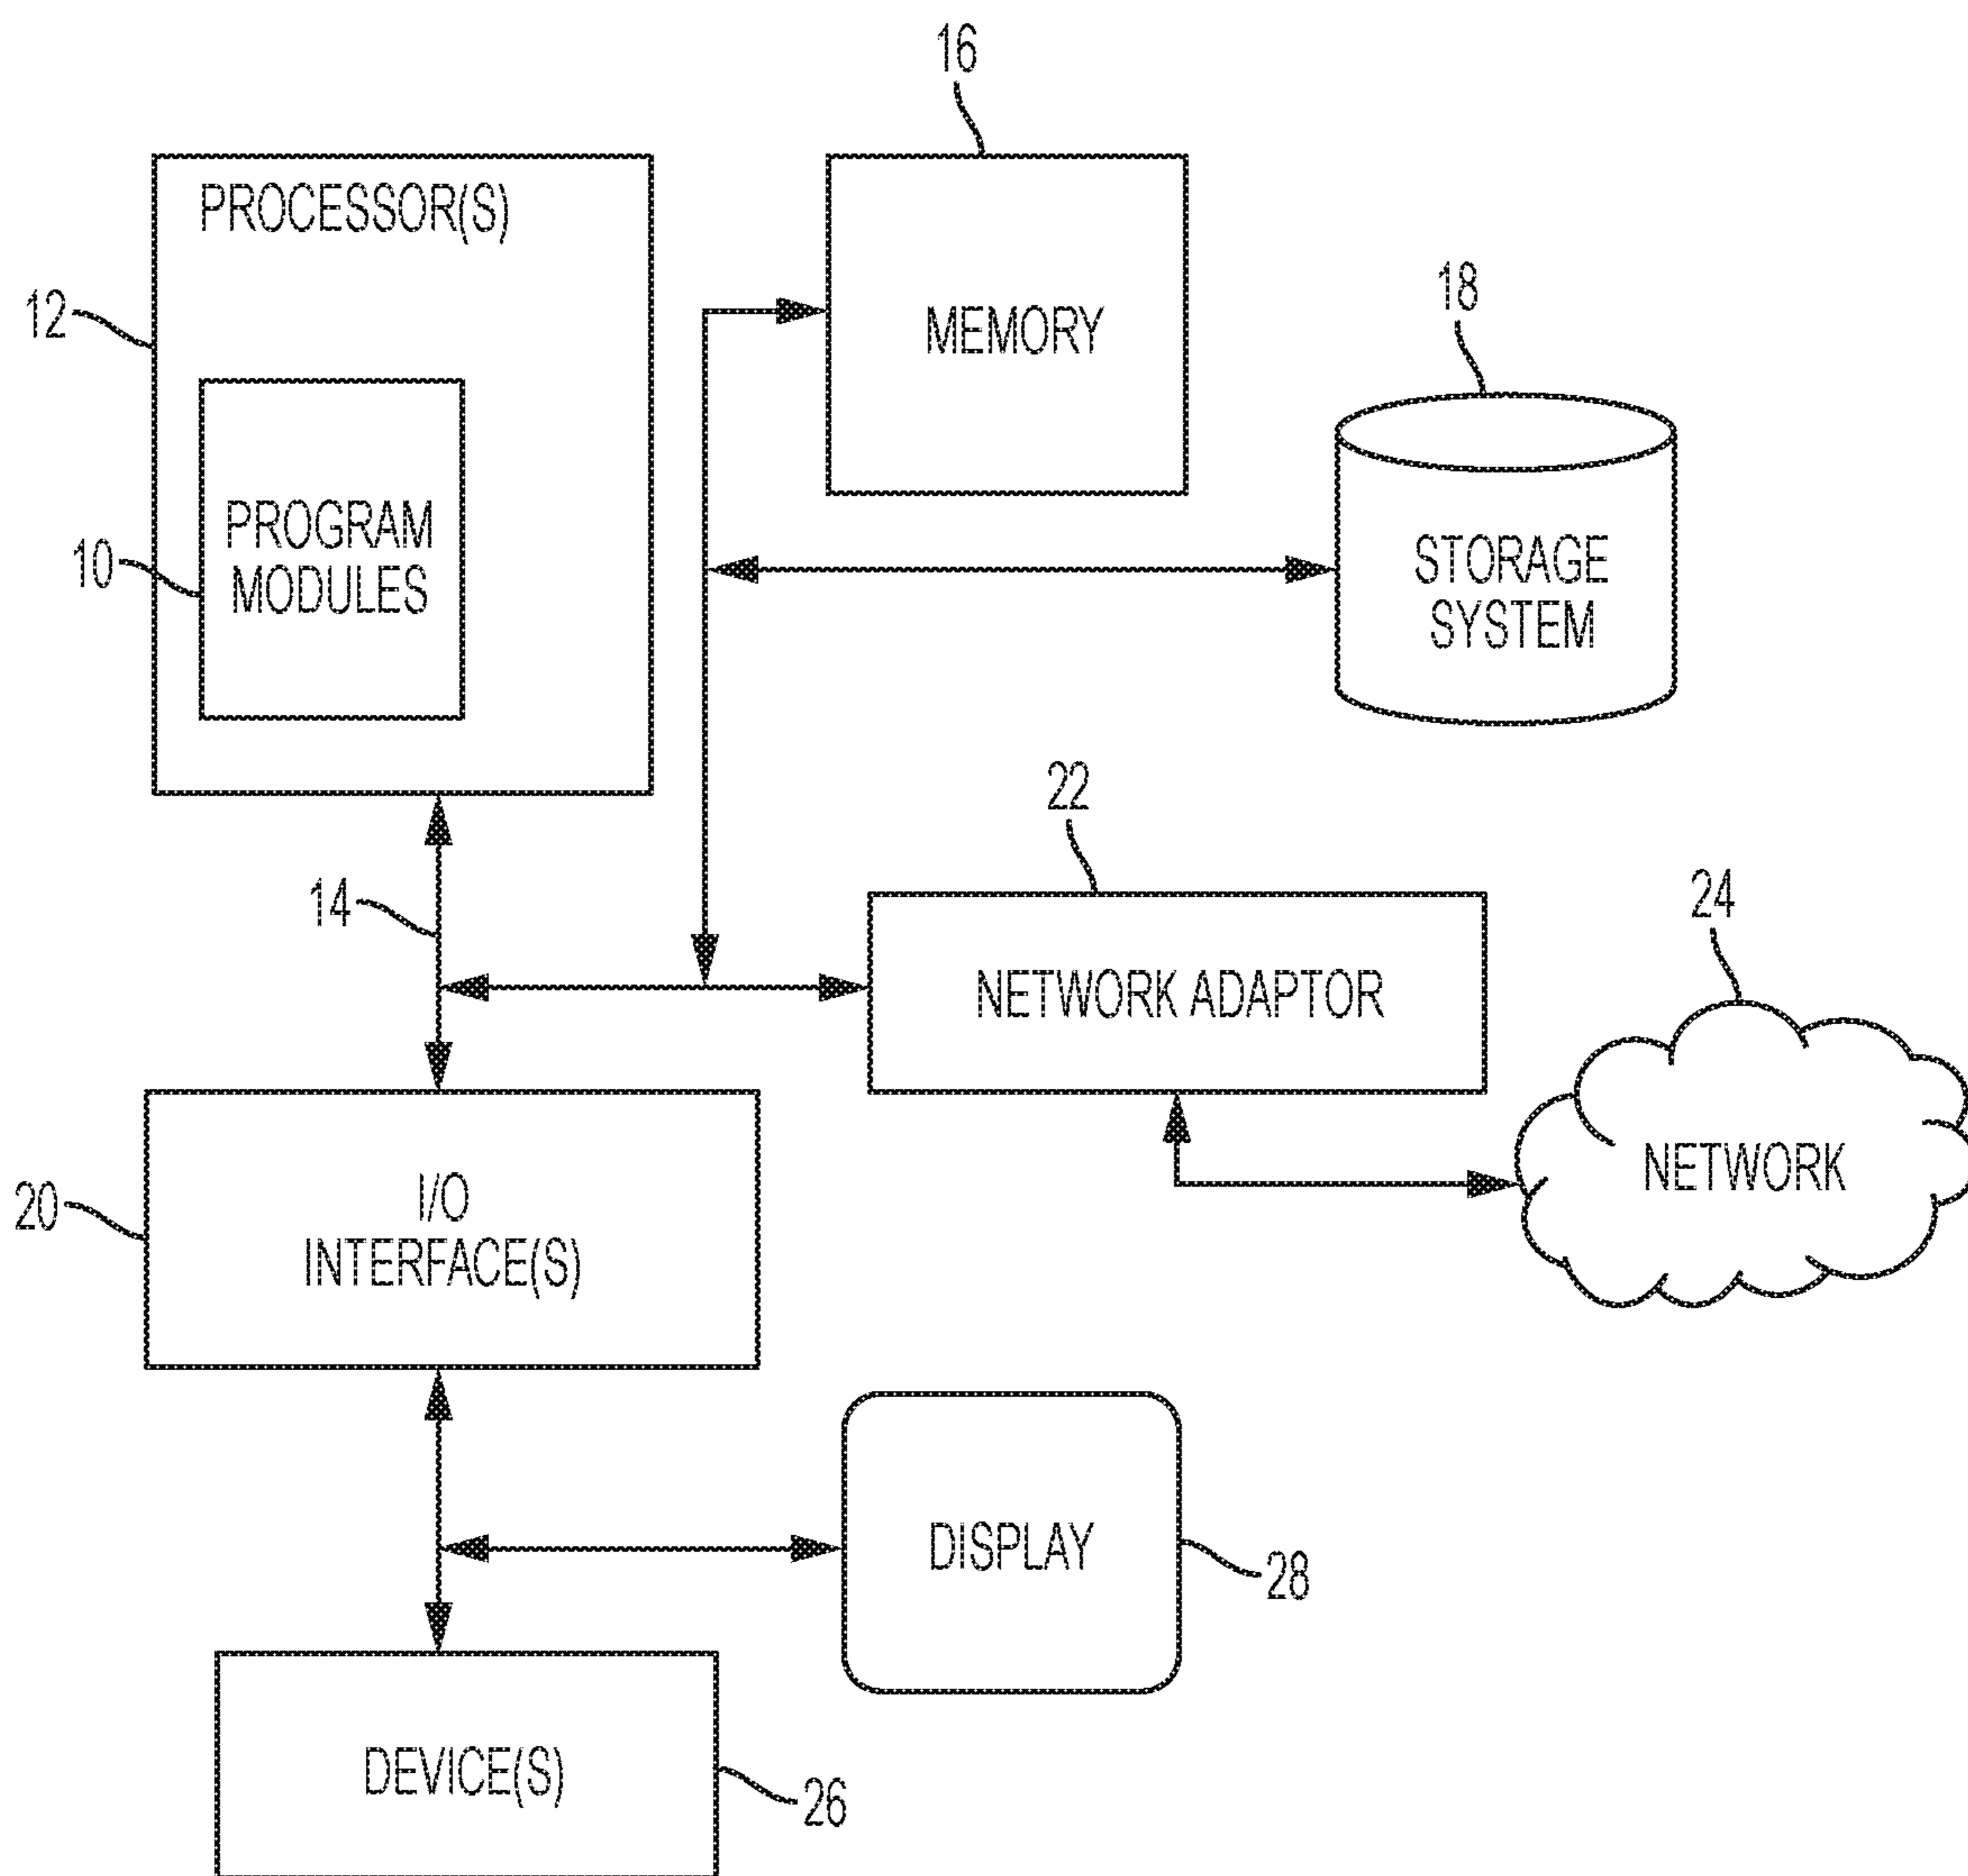 16
PROCESSOR(S)
12
MEMORY
18
10
PROGRAM
MODULES
STORAGE
SYSTEM
22
14
24
NETWORK ADAPTOR
NETWORK
20
I/O
INTERFACE(S)
DISPLAY
28
DEVICE(S)
26